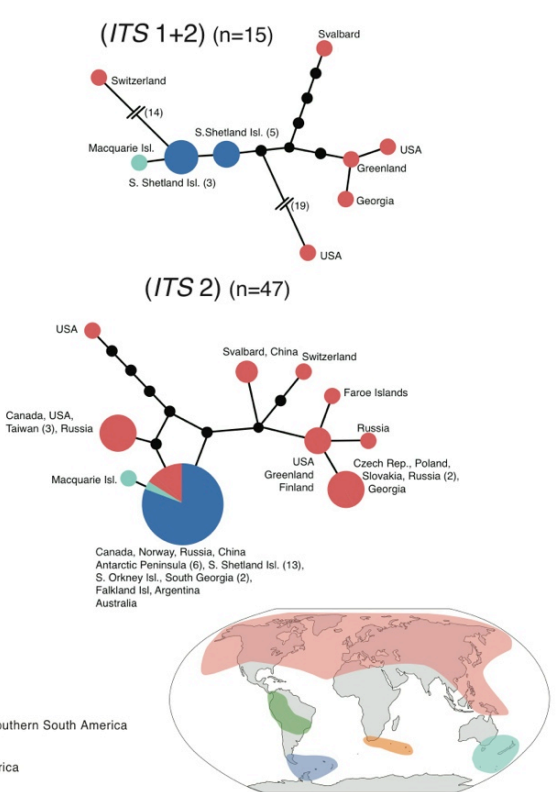 (ITS 1+2) (n=15)
Svalbard
Switzerland
(14)
S.Shetland Isl. (5)
Macquarie Isl.
USA
Greenland
S. Shetland Isl. (3)
Georgia
(19)
USA
(ITS 2) (n=47)
USA
Svalbard, China
Switzerland
Faroe Islands
Canada, USA,
Taiwan (3), Russia
Russia
USA
Greenland
Finland
Czech Rep., Poland,
Slovakia, Russia (2),
Georgia
Macquarie Isl.
Canada, Norway, Russia, China
Antarctic Peninsula (6), S. Shetland Isl. (13),
S. Orkney Isl., South Georgia (2),
Falkland Isl, Argentina
Australia
outhern South America
rica